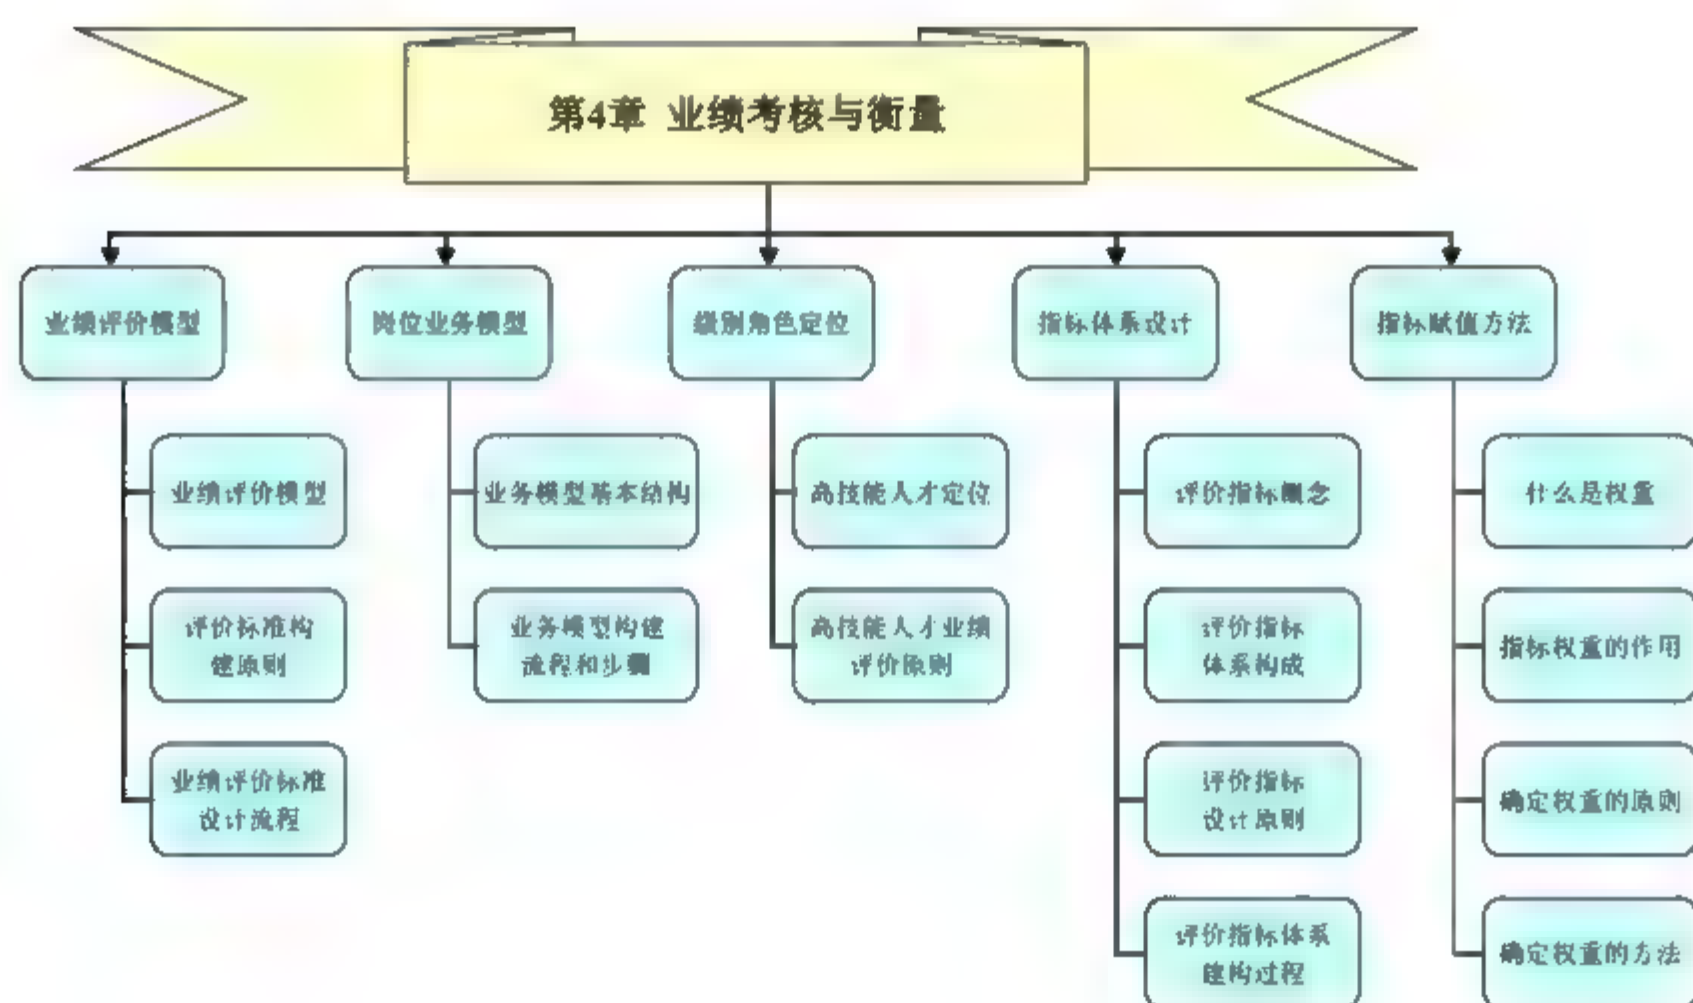 第4章 业绩考核与衡量
业绩评价模型
岗位业务模型
级别角色定位
指标体系设计
指标赋值方法
业绩评价模型
评价标准构
建原则
业绩评价标准
设计流程
业务模型基本结构
业务模型构建
流程和步骤
高技能人才定位
高技能人才业绩
评价原则
评价指标概念
评价指标
体系构成
评价指标
设计原则
评价指标体系
建构过程
什么是权重
指标权重的作用
确定权重的原则
确定权重的方法